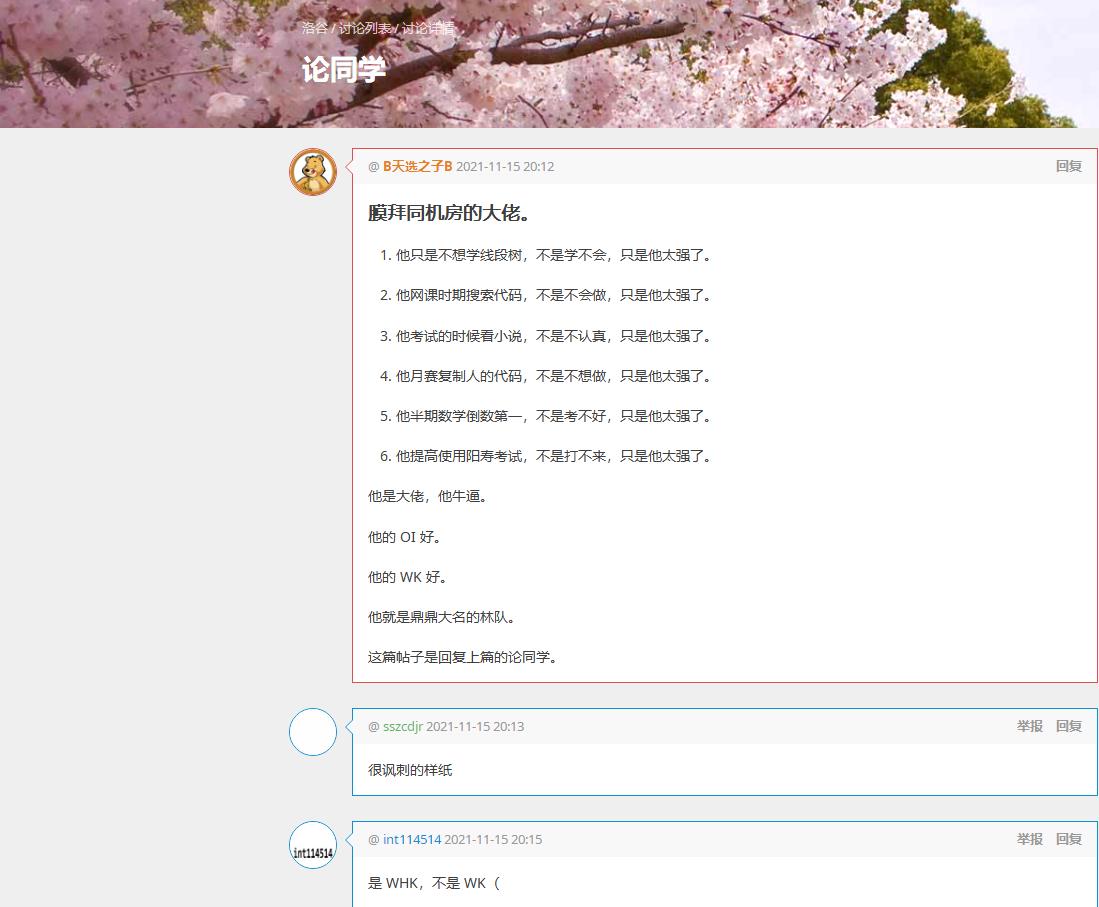 洛谷 / 讨论列表 / 讨论详情
论同学
@ B天选之子B 2021-11-15 20:12 回复
膜拜同机房的大佬。
1. 他只是不想学线段树，不是学不会，只是他太强了。
2. 他网课时期搜索代码，不是不会做，只是他太强了。
3. 他考试的时候看小说，不是不认真，只是他太强了。
4. 他月赛复制人的代码，不是不想做，只是他太强了。
5. 他半期数学倒数第一，不是考不好，只是他太强了。
6. 他提高使用阳寿考试，不是打不来，只是他太强了。
他是大佬，他牛逼。
他的 OI 好。
他的 WK 好。
他就是鼎鼎大名的林队。
这篇帖子是回复上篇的论同学。
@ sszcdjr 2021-11-15 20:13 举报 回复
很讽刺的样纸
int114514
@ int114514 2021-11-15 20:15 举报 回复
是 WHK，不是 WK（